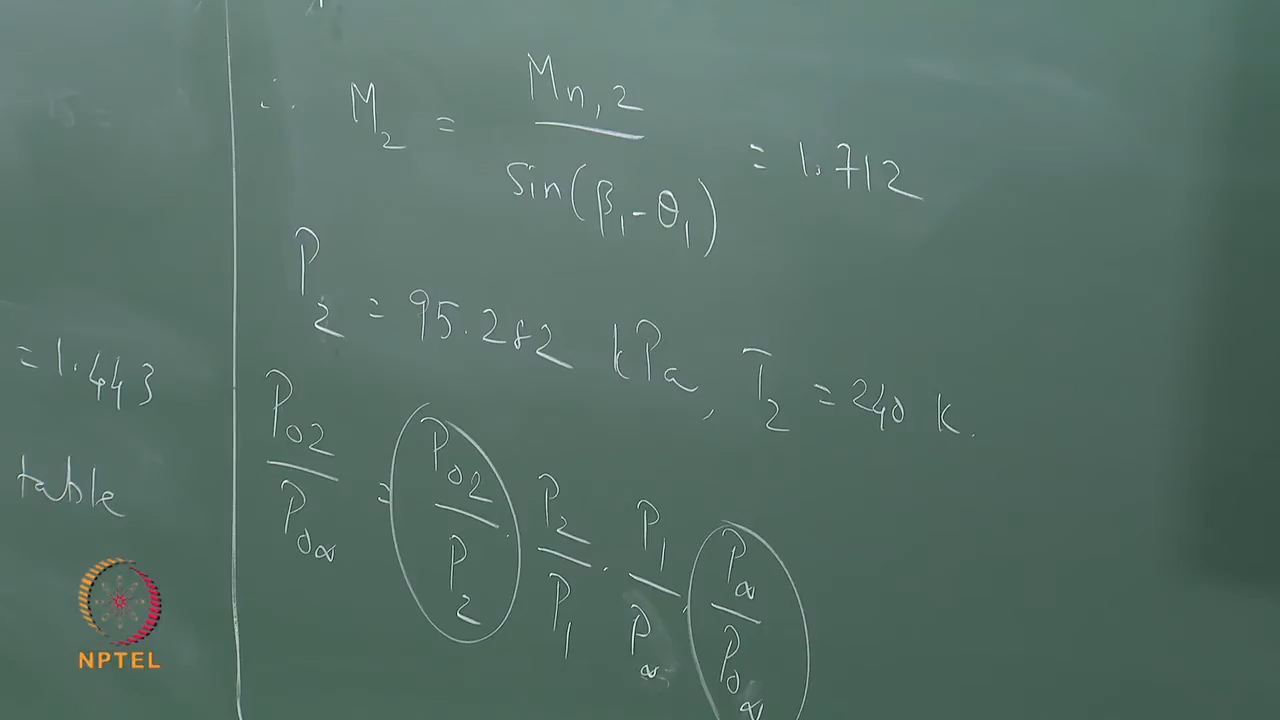 = 1.443
table
∴ M₂ = Mn,2 / sin(β₁-θ₁) = 1.712
P₂ = 95.282 kPa, T₂ = 240 K.
P₀₂ / P₀∞ = P₀₂ / P₂ · P₂ / P₁ · P₁ / P∞ · P∞ / P₀∞
NPTEL